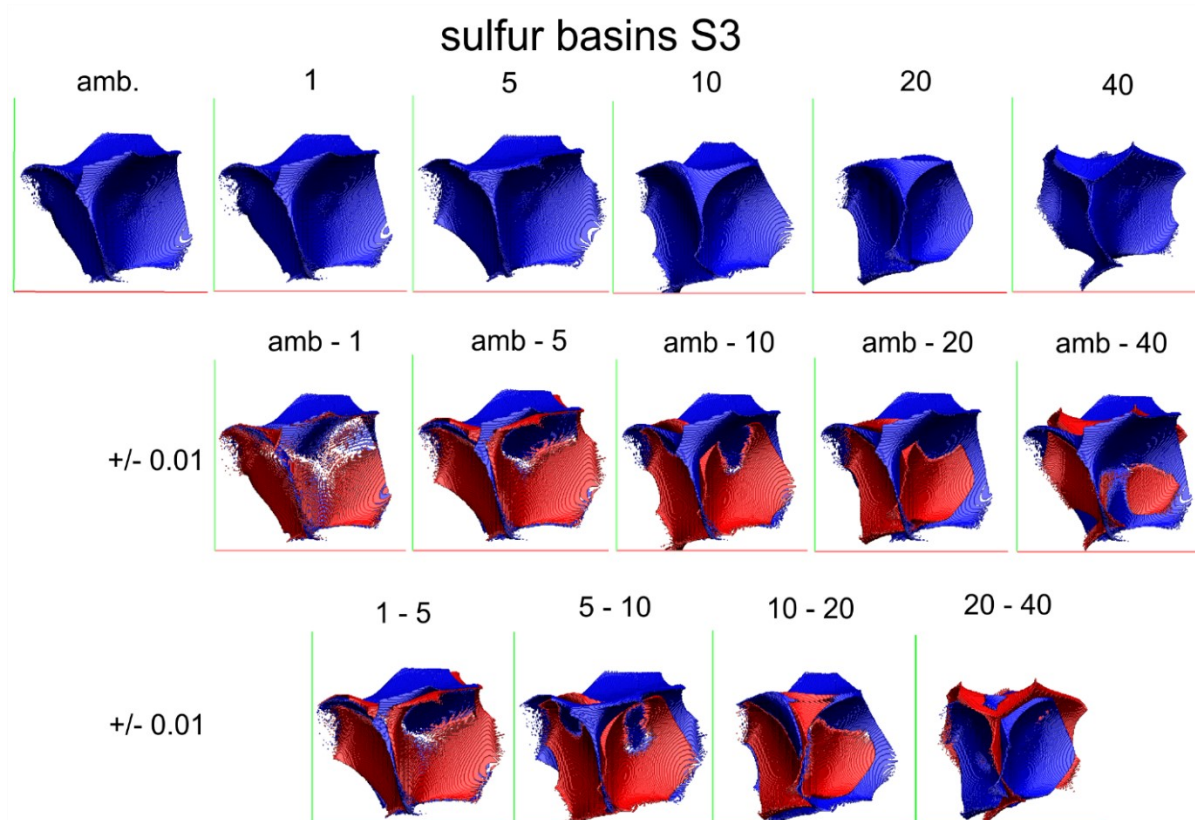 sulfur basins S3
amb. 1 5 10 20 40
amb - 1 amb - 5 amb - 10 amb - 20 amb - 40
+/- 0.01
1 - 5 5 - 10 10 - 20 20 - 40
+/- 0.01